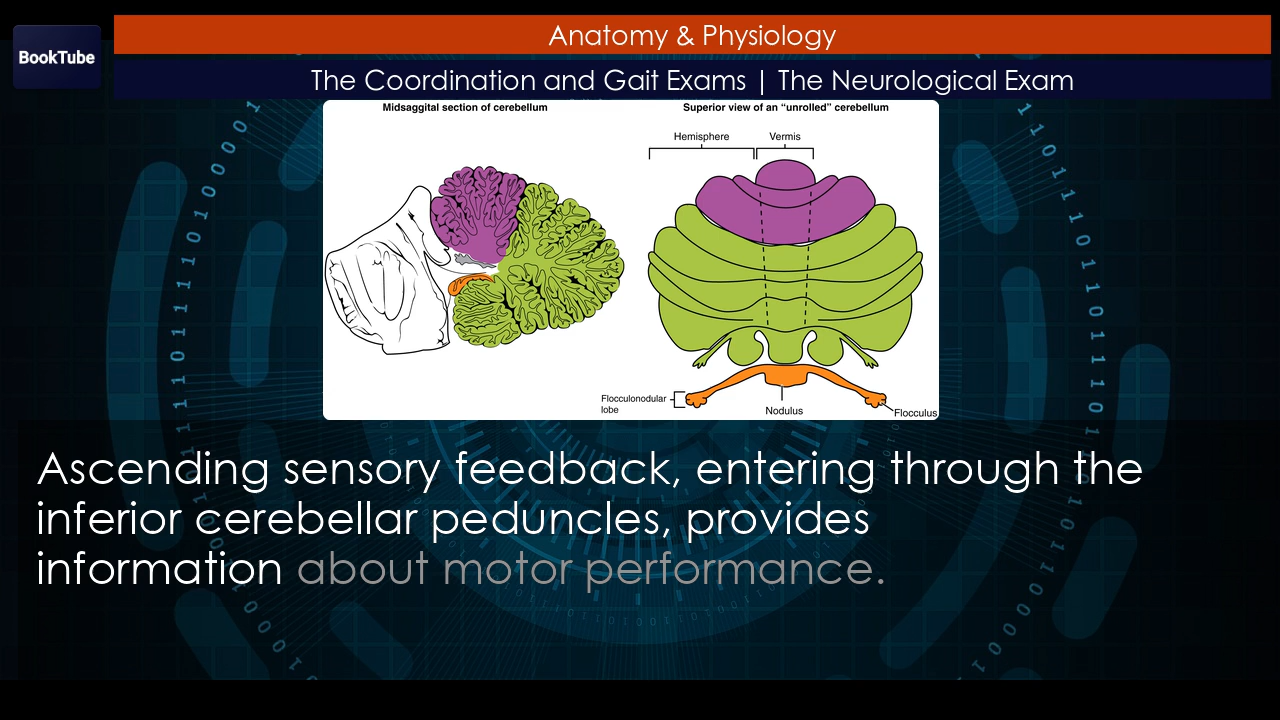 Anatomy & Physiology
BookTube
The Coordination and Gait Exams | The Neurological Exam
Midsaggital section of cerebellum
Superior view of an “unrolled” cerebellum
Hemisphere
Vermis
Flocculonodular
lobe
Nodulus
Flocculus
Ascending sensory feedback, entering through the
inferior cerebellar peduncles, provides
information about motor performance.